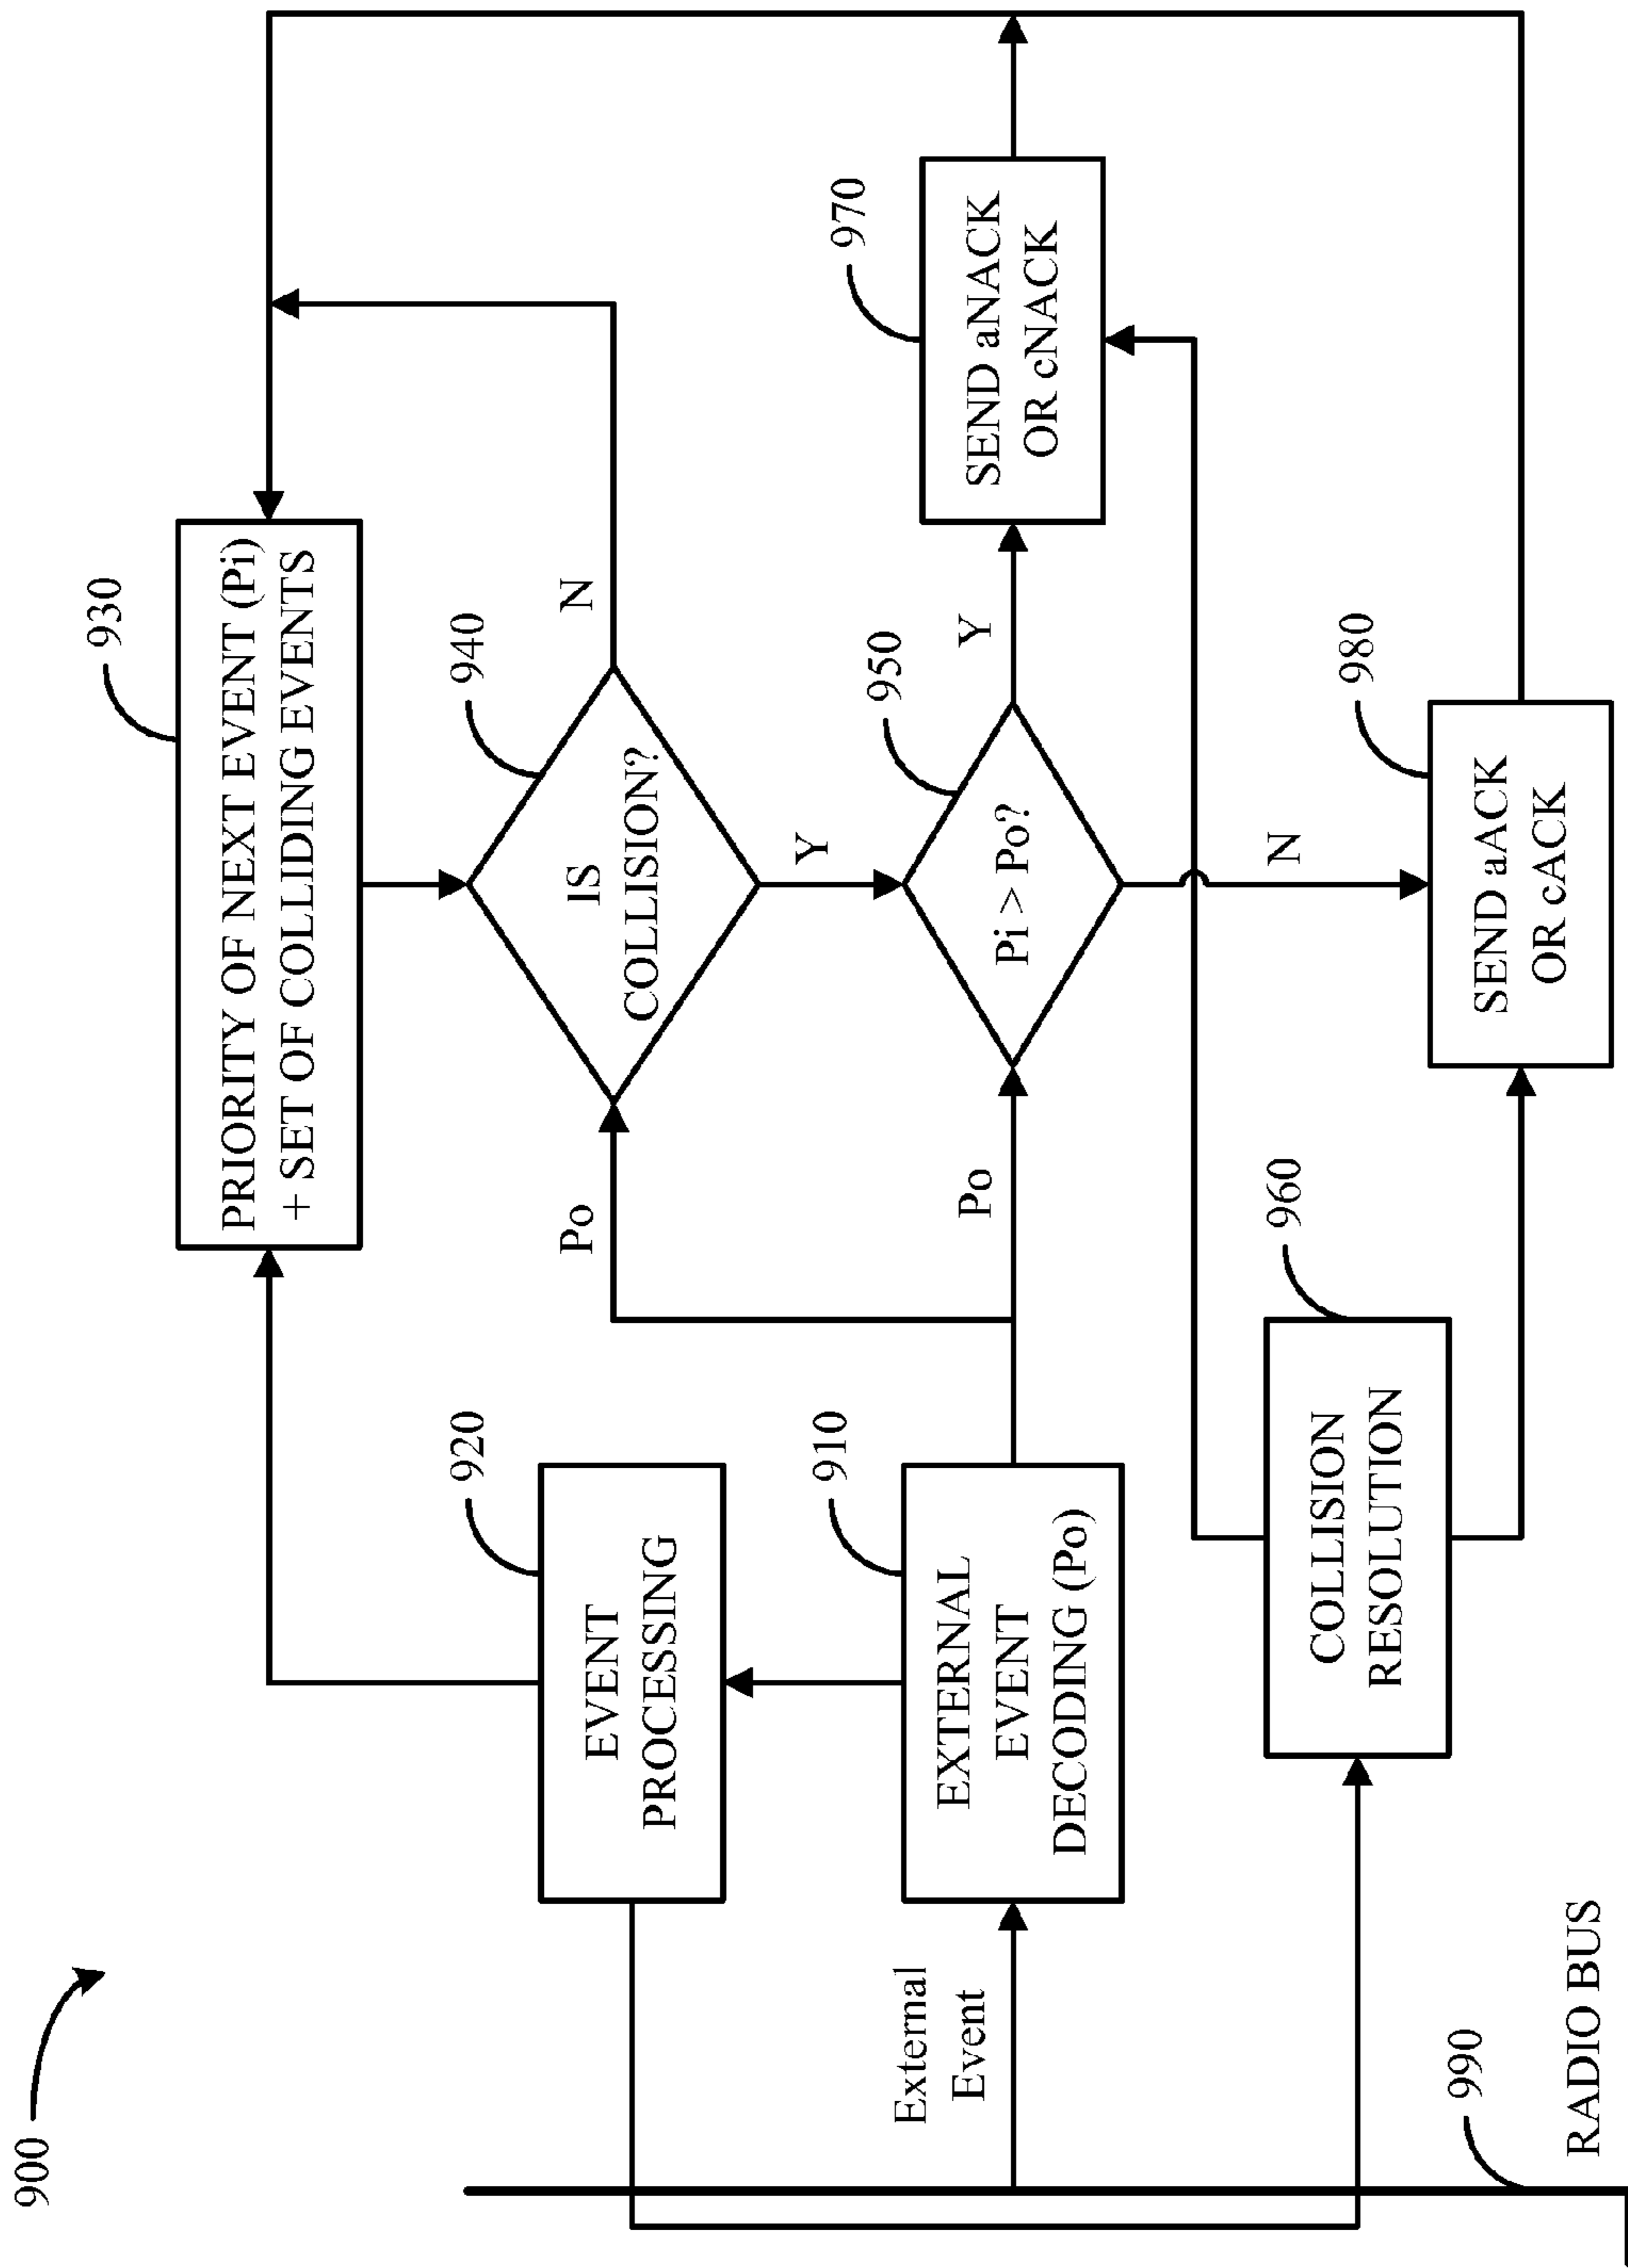 900
930
PRIORITY OF NEXT EVENT (Pi)
+ SET OF COLLIDING EVENTS
920
EVENT
PROCESSING
Po
940
IS
COLLISION?
N
Y
External
Event
910
EXTERNAL
EVENT
DECODING (Po)
Po
950
Pi > Po?
Y
970
SEND aNACK
OR cNACK
N
960
COLLISION
RESOLUTION
980
SEND aACK
OR cACK
990
RADIO BUS